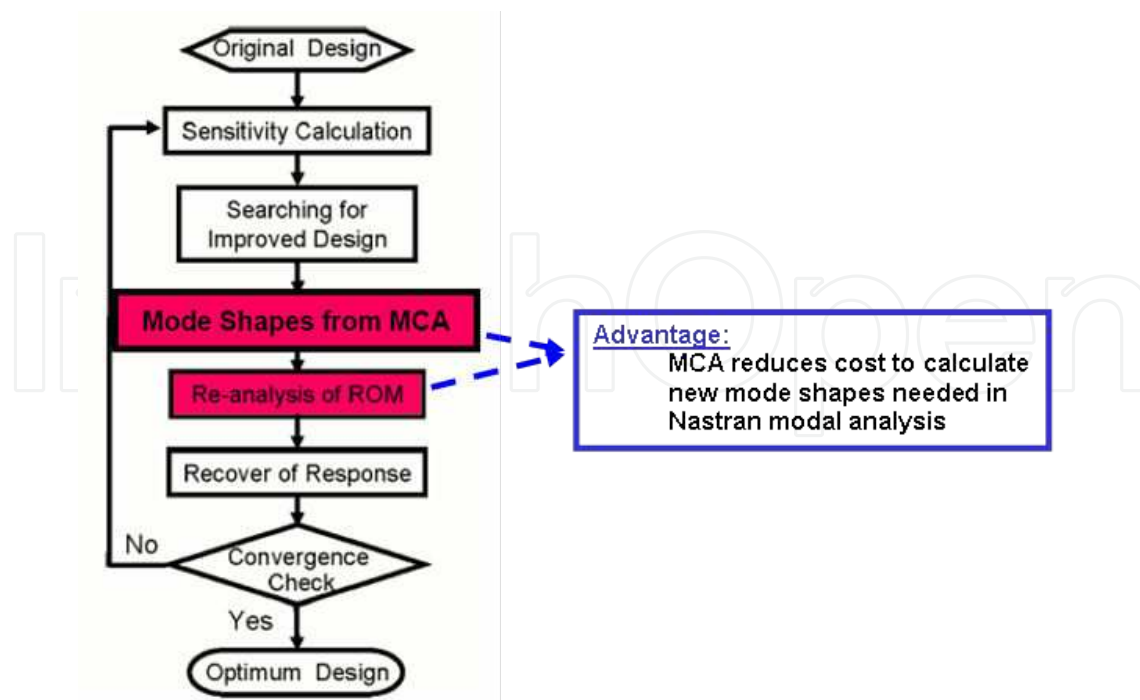 Original Design
Sensitivity Calculation
Searching for
Improved Design
Mode Shapes from MCA
Re-analysis of ROM
Recover of Response
Convergence
Check
No
Yes
Optimum Design
Advantage:
MCA reduces cost to calculate
new mode shapes needed in
Nastran modal analysis